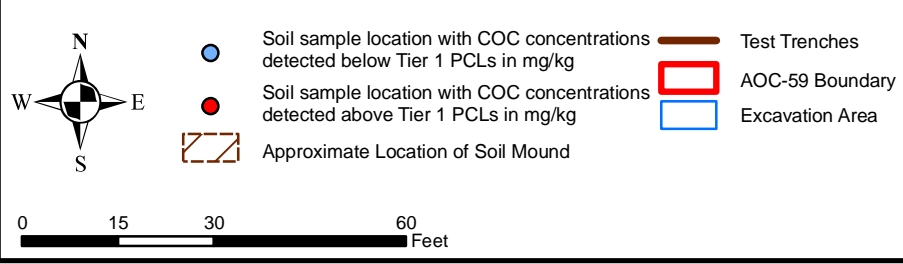 N
W E
S
Soil sample location with COC concentrations
detected below Tier 1 PCLs in mg/kg
Soil sample location with COC concentrations
detected above Tier 1 PCLs in mg/kg
Approximate Location of Soil Mound
Test Trenches
AOC-59 Boundary
Excavation Area
0 15 30 60
Feet